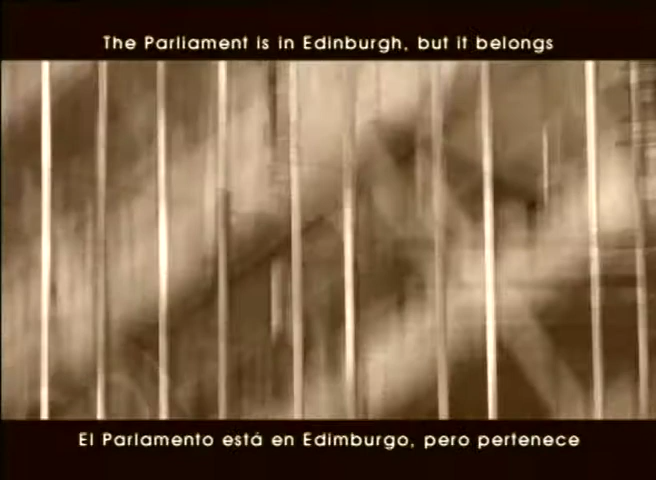 The Parliament is in Edinburgh, but it belongs
El Parlamento está en Edimburgo, pero pertenece